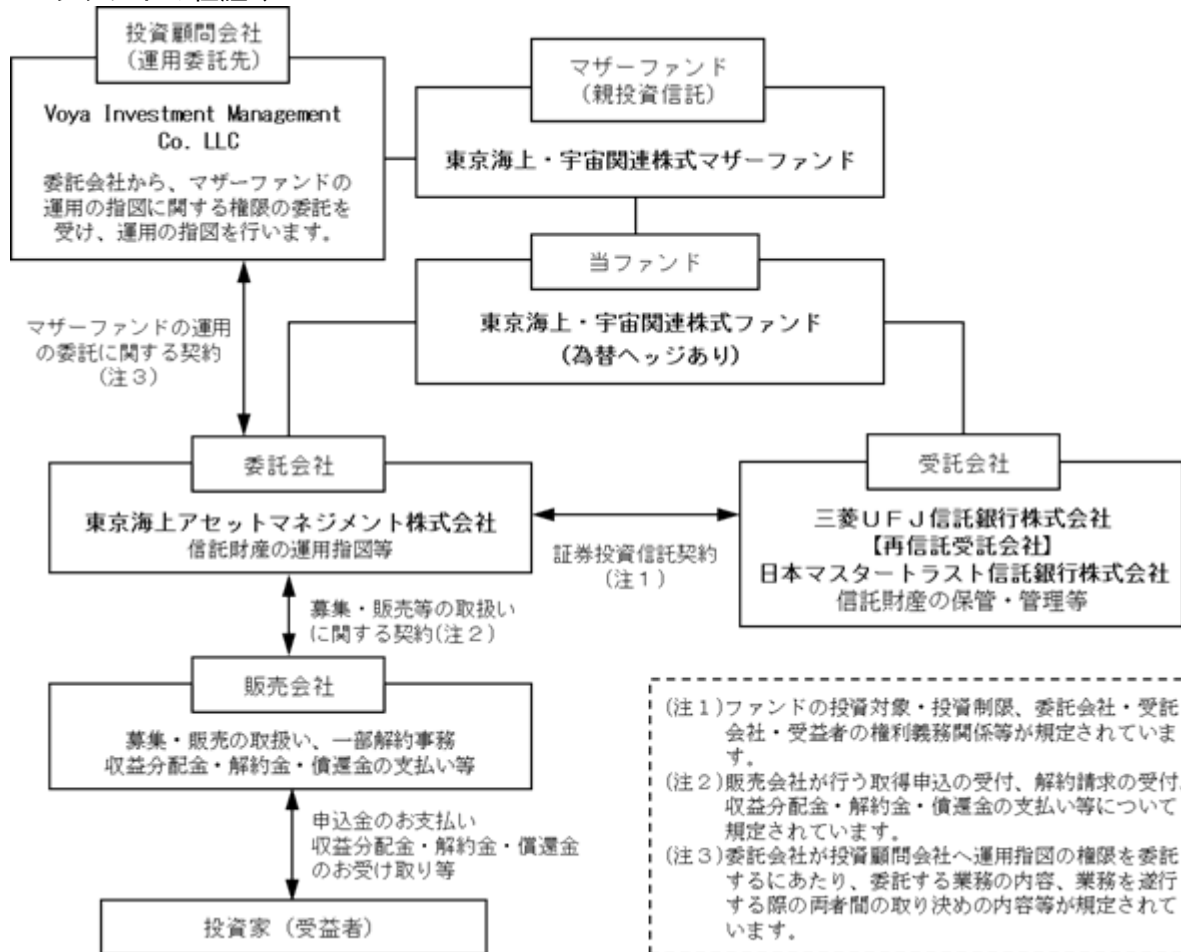 投資顧問会社
（運用委託先）
Voya Investment Management
Co. LLC
委託会社から、マザーファンドの
運用の指図に関する権限の委託を
受け、運用の指図を行います。
マザーファンド
（親投資信託）
東京海上・宇宙関連株式マザーファンド
当ファンド
東京海上・宇宙関連株式ファンド
(為替ヘッジあり)
マザーファンドの運用
の委託に関する契約
(注３)
委託会社
東京海上アセットマネジメント株式会社
信託財産の運用指図等
証券投資信託契約
(注１)
受託会社
三菱ＵＦＪ信託銀行株式会社
【再信託受託会社】
日本マスタートラスト信託銀行株式会社
信託財産の保管・管理等
募集・販売等の取扱い
に関する契約(注２)
販売会社
募集・販売の取扱い、一部解約事務
収益分配金・解約金・償還金の支払い等
申込金のお支払い
収益分配金・解約金・償還金
のお受け取り等
投資家（受益者）
(注１)ファンドの投資対象・投資制限、委託会社・受託
会社・受益者の権利義務関係等が規定されていま
す。
(注２)販売会社が行う取得申込の受付、解約請求の受付、
収益分配金・解約金・償還金の支払い等について
規定されています。
(注３)委託会社が投資顧問会社へ運用指図の権限を委託
するにあたり、委託する業務の内容、業務を遂行
する際の両者間の取り決めの内容等が規定されて
います。